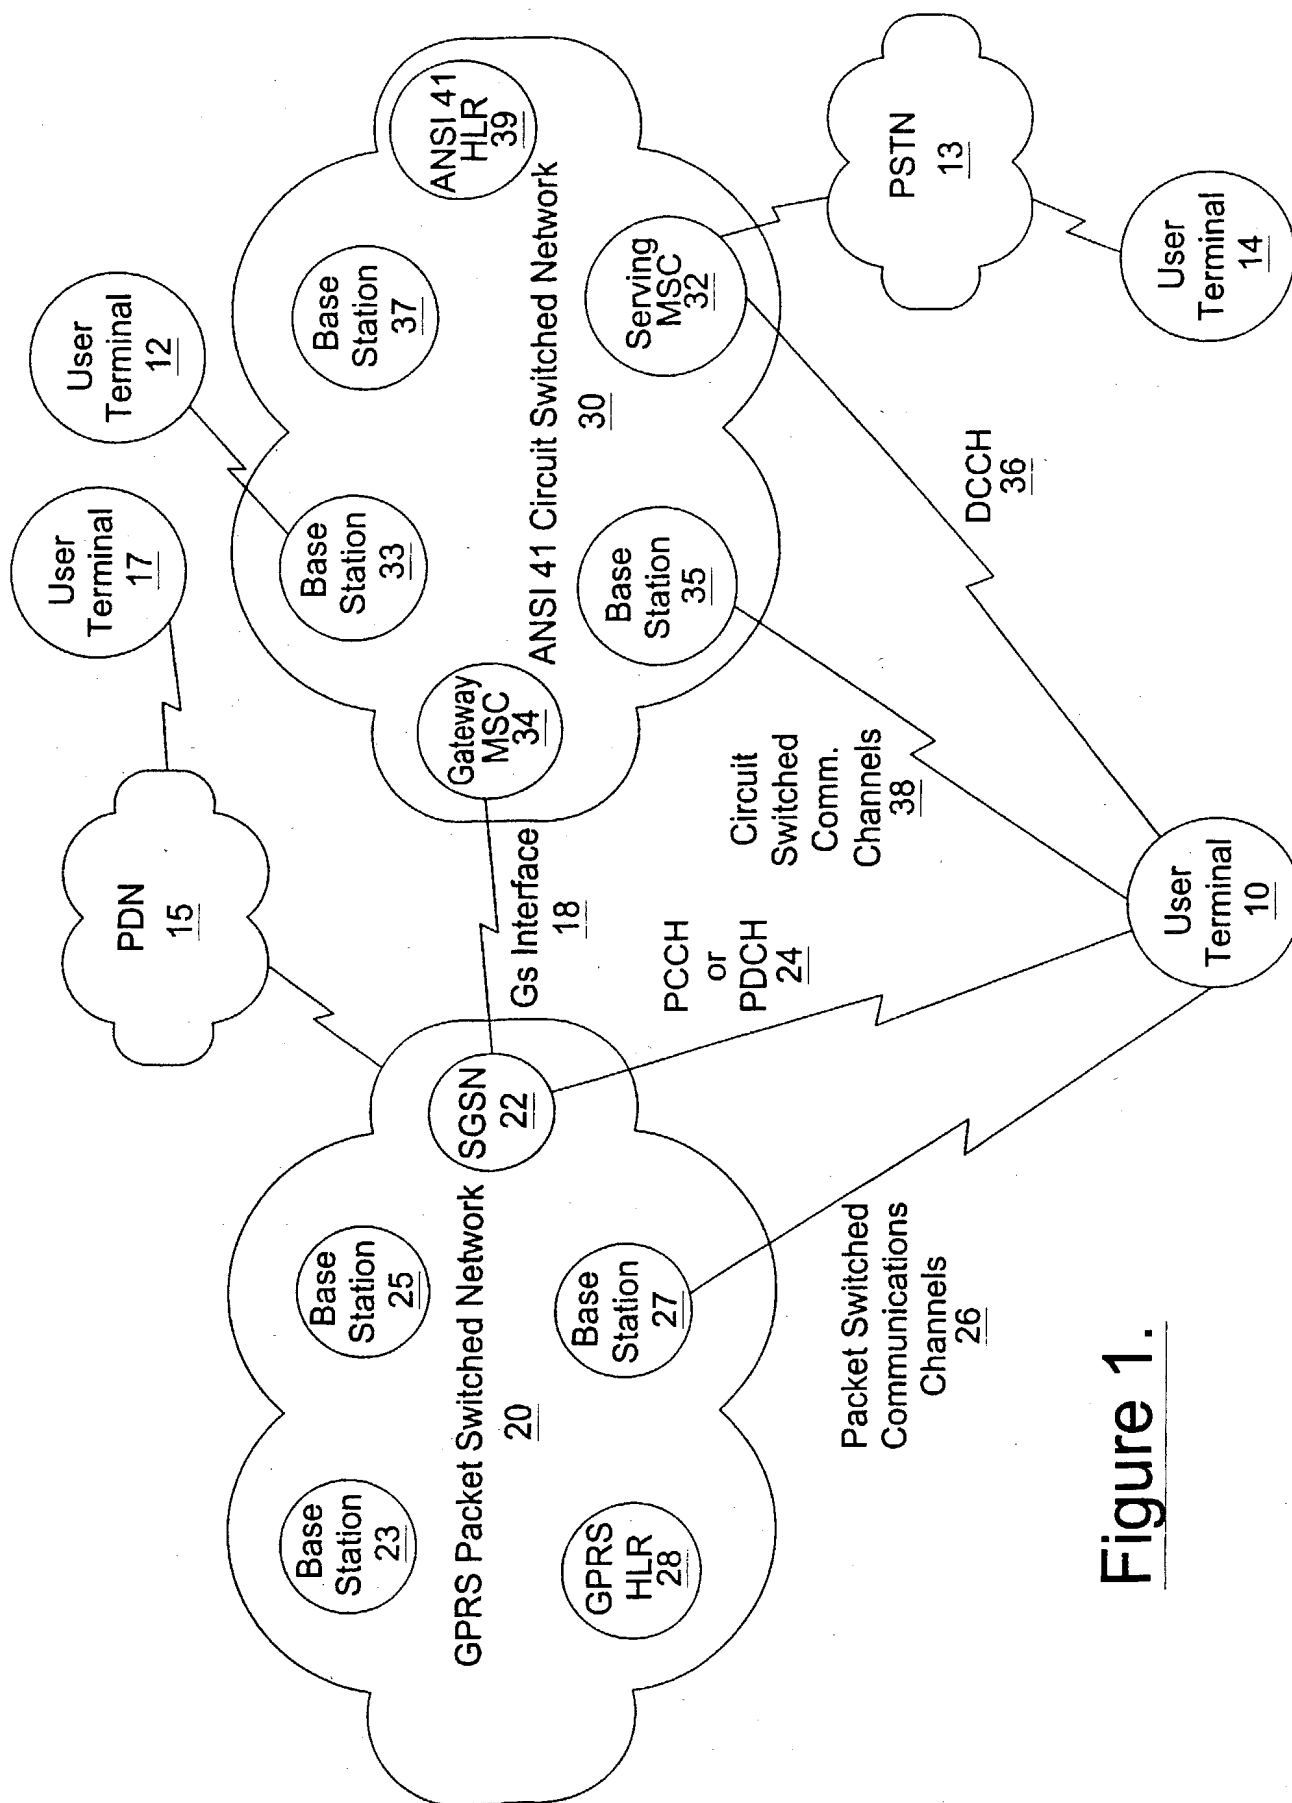 User
Terminal
17
User
Terminal
12
PDN
15
Base
Station
23
Base
Station
25
GPRS Packet Switched Network
20
SGSN
22
GPRS
HLR
28
Base
Station
27
Gs Interface
18
Gateway
MSC
34
Base
Station
33
Base
Station
37
ANSI 41
HLR
39
ANSI 41 Circuit Switched Network
30
Base
Station
35
Serving
MSC
32
PCCH
or
PDCH
24
Circuit
Switched
Comm.
Channels
38
DCCH
36
PSTN
13
Packet Switched
Communications
Channels
26
User
Terminal
10
User
Terminal
14
Figure 1.